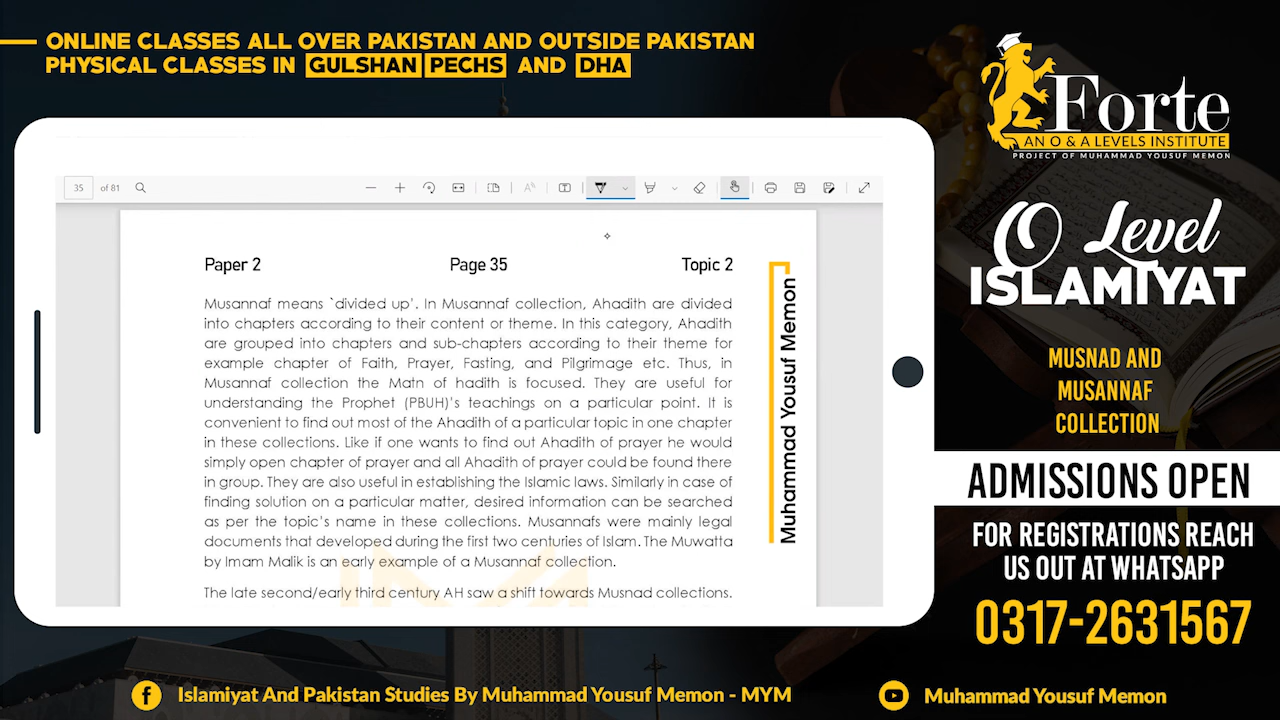 ONLINE CLASSES ALL OVER PAKISTAN AND OUTSIDE PAKISTAN
PHYSICAL CLASSES IN GULSHAN PECHS AND DHA
Forte
AN O & A LEVELS INSTITUTE
PROJECT OF MUHAMMAD YOUSUF MEMON
35 of 81
Paper 2 Page 35 Topic 2
Musannaf means `divided up'. In Musannaf collection, Ahadith are divided
into chapters according to their content or theme. In this category, Ahadith
are grouped into chapters and sub-chapters according to their theme for
example chapter of Faith, Prayer, Fasting, and Pilgrimage etc. Thus, in
Musannaf collection the Matn of hadith is focused. They are useful for
understanding the Prophet (PBUH)'s teachings on a particular point. It is
convenient to find out most of the Ahadith of a particular topic in one chapter
in these collections. Like if one wants to find out Ahadith of prayer he would
simply open chapter of prayer and all Ahadith of prayer could be found there
in group. They are also useful in establishing the Islamic laws. Similarly in case of
finding solution on a particular matter, desired information can be searched
as per the topic's name in these collections. Musannafs were mainly legal
documents that developed during the first two centuries of Islam. The Muwatta
by Imam Malik is an early example of a Musannaf collection.
The late second/early third century AH saw a shift towards Musnad collections.
Muhammad Yousuf Memon
O Level
ISLAMIYAT
MUSNAD AND
MUSANNAF
COLLECTION
ADMISSIONS OPEN
FOR REGISTRATIONS REACH
US OUT AT WHATSAPP
0317-2631567
Islamiyat And Pakistan Studies By Muhammad Yousuf Memon - MYM
Muhammad Yousuf Memon